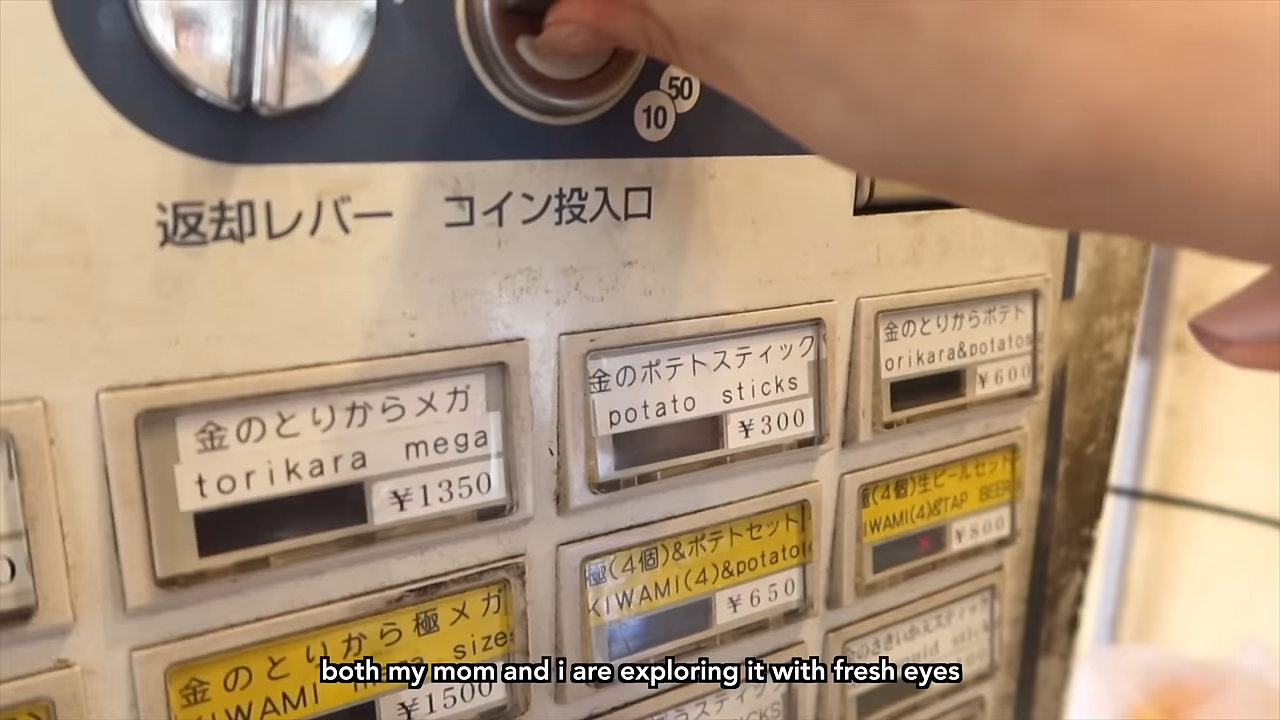 50
10
返却レバー
コイン投入口
金のとりからメガ
torikara mega
¥1350
金のポテトスティック
potato sticks
¥300
金のとりからポテト
orikara&potatos
¥600
金のとりから極メガ
KIWAMI mega size
¥1500
極(4個)&ポテトセット
KIWAMI(4)&potato
¥650
(4個)生ビールセット
IWAMI(4)&TAP BEER
¥800
both my mom and i are exploring it with fresh eyes